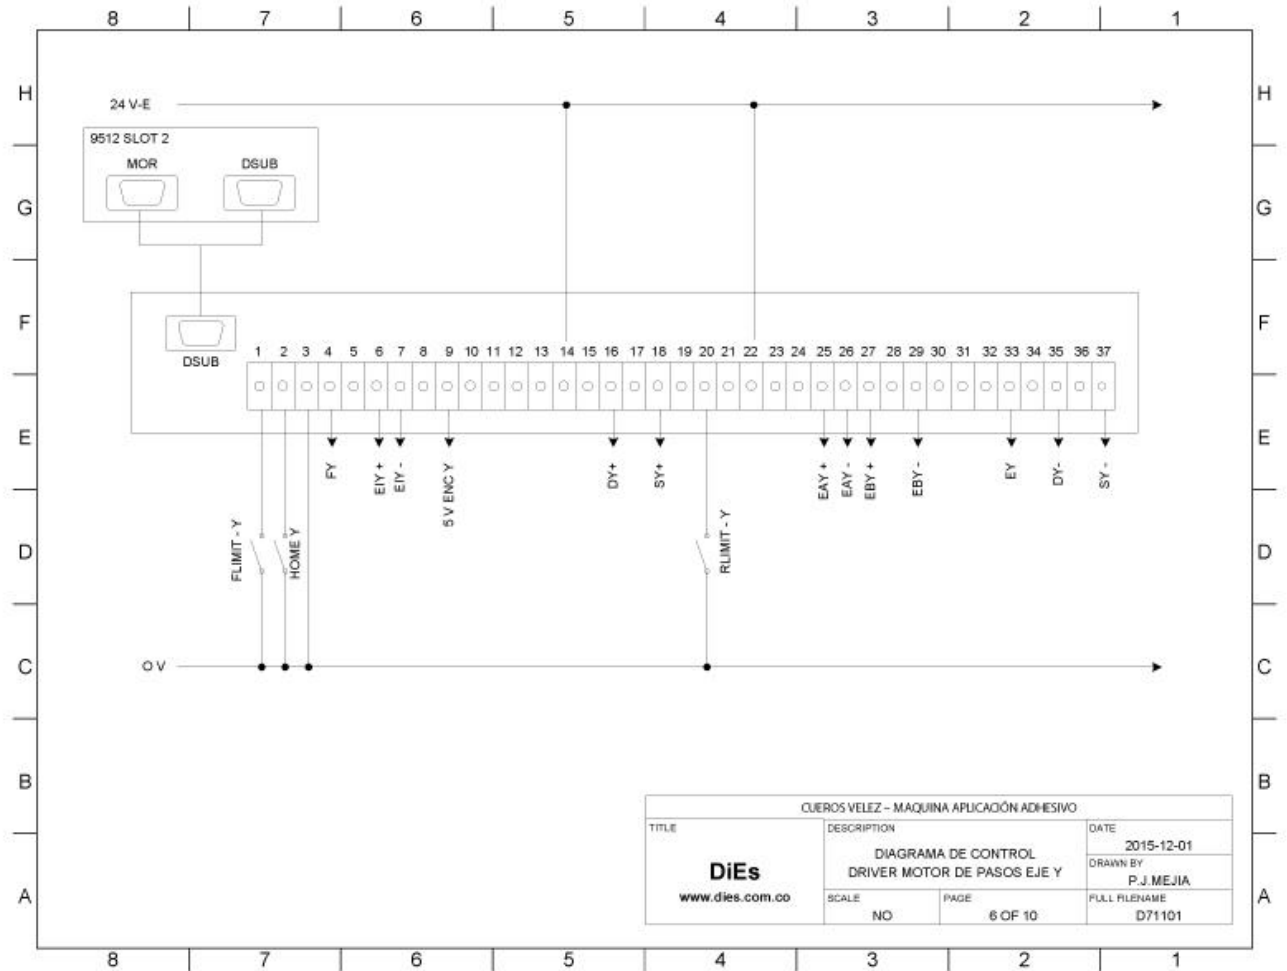 8 7 6 5 4 3 2 1
H H
24 V-E
9512 SLOT 2
MOR DSUB
G G
F F
DSUB
1 2 3 4 5 6 7 8 9 10 11 12 13 14 15 16 17 18 19 20 21 22 23 24 25 26 27 28 29 30 31 32 33 34 35 36 37
E E
FY
EIY +
EIY -
5 V ENC Y
DY+
SY+
EAY +
EAY -
EBY +
EBY -
EY
DY-
SY -
D D
FLIMIT - Y
HOME Y
RLIMIT - Y
C C
O V
B B
CUEROS VELEZ – MAQUINA APLICACIÓN ADHESIVO
TITLE
DiEs
www.dies.com.co
DESCRIPTION
DIAGRAMA DE CONTROL
DRIVER MOTOR DE PASOS EJE Y
DATE
2015-12-01
DRAWN BY
P.J.MEJIA
SCALE
NO
PAGE
6 OF 10
FULL FILENAME
D71101
A A
8 7 6 5 4 3 2 1